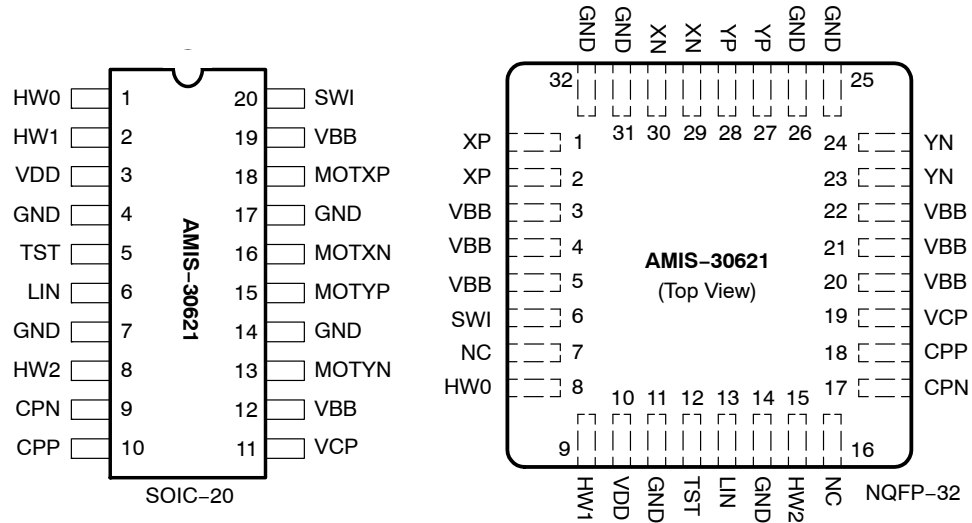 HW0 1 20 SWI
HW1 2 19 VBB
VDD 3 18 MOTXP
GND 4 17 GND
TST 5 16 MOTXN
LIN 6 15 MOTYP
GND 7 14 GND
HW2 8 13 MOTYN
CPN 9 12 VBB
CPP 10 11 VCP
AMIS−30621
SOIC−20
GND GND XN XN YP YP GND GND
32 31 30 29 28 27 26 25
XP 1 24 YN
XP 2 23 YN
VBB 3 22 VBB
VBB 4 21 VBB
VBB 5 20 VBB
SWI 6 19 VCP
NC 7 18 CPP
HW0 8 17 CPN
AMIS−30621
(Top View)
9 10 11 12 13 14 15 16
HW1 VDD GND TST LIN GND HW2 NC
NQFP−32